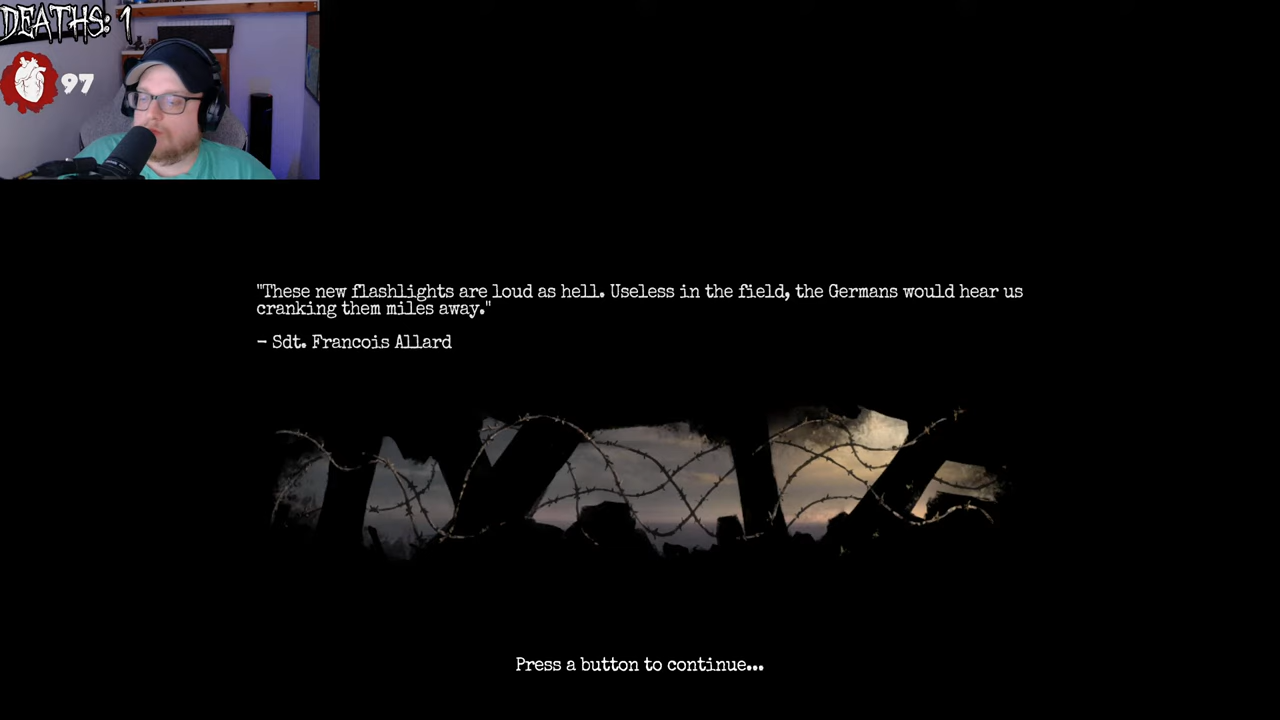 DEATHS: 1
97
"These new flashlights are loud as hell. Useless in the field, the Germans would hear us
cranking them miles away."
– Sdt. Francois Allard
Press a button to continue...